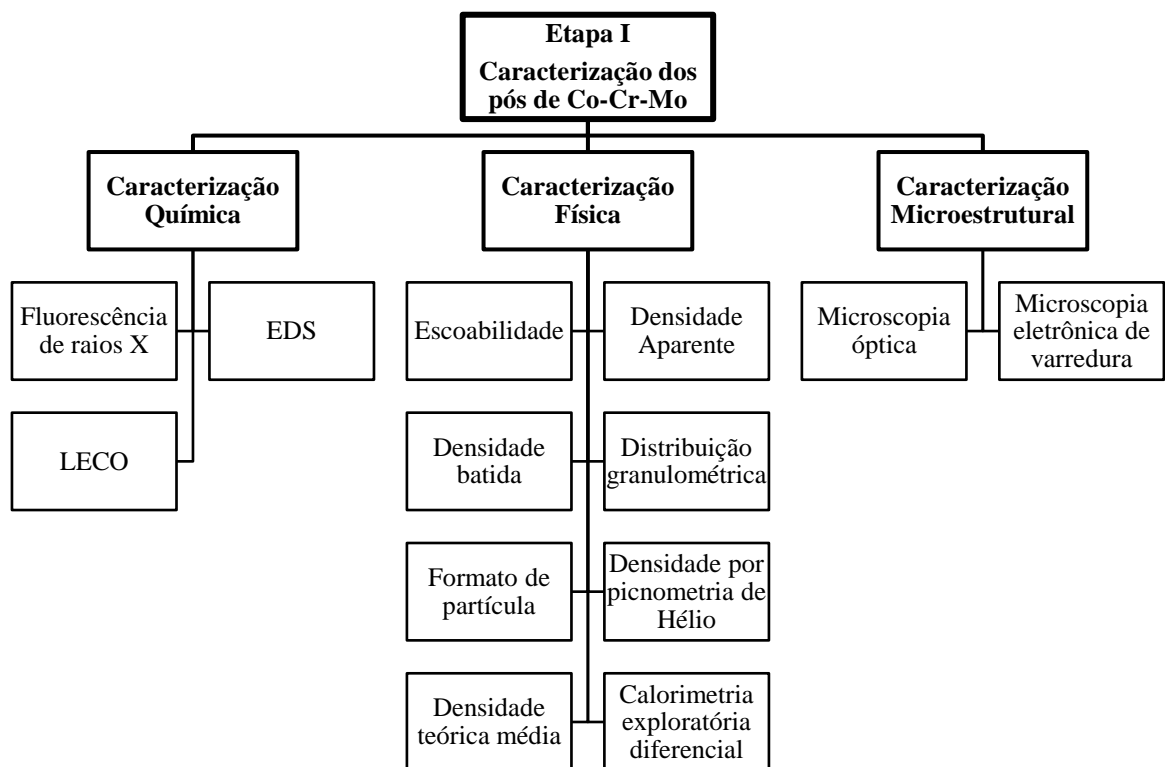 Etapa I
Caracterização dos
pós de Co-Cr-Mo
Caracterização
Química
Caracterização
Física
Caracterização
Microestrutural
Fluorescência
de raios X
EDS
LECO
Escoabilidade
Densidade
Aparente
Densidade
batida
Distribuição
granulométrica
Formato de
partícula
Densidade por
picnometria de
Hélio
Densidade
teórica média
Calorimetria
exploratória
diferencial
Microscopia
óptica
Microscopia
eletrônica de
varredura